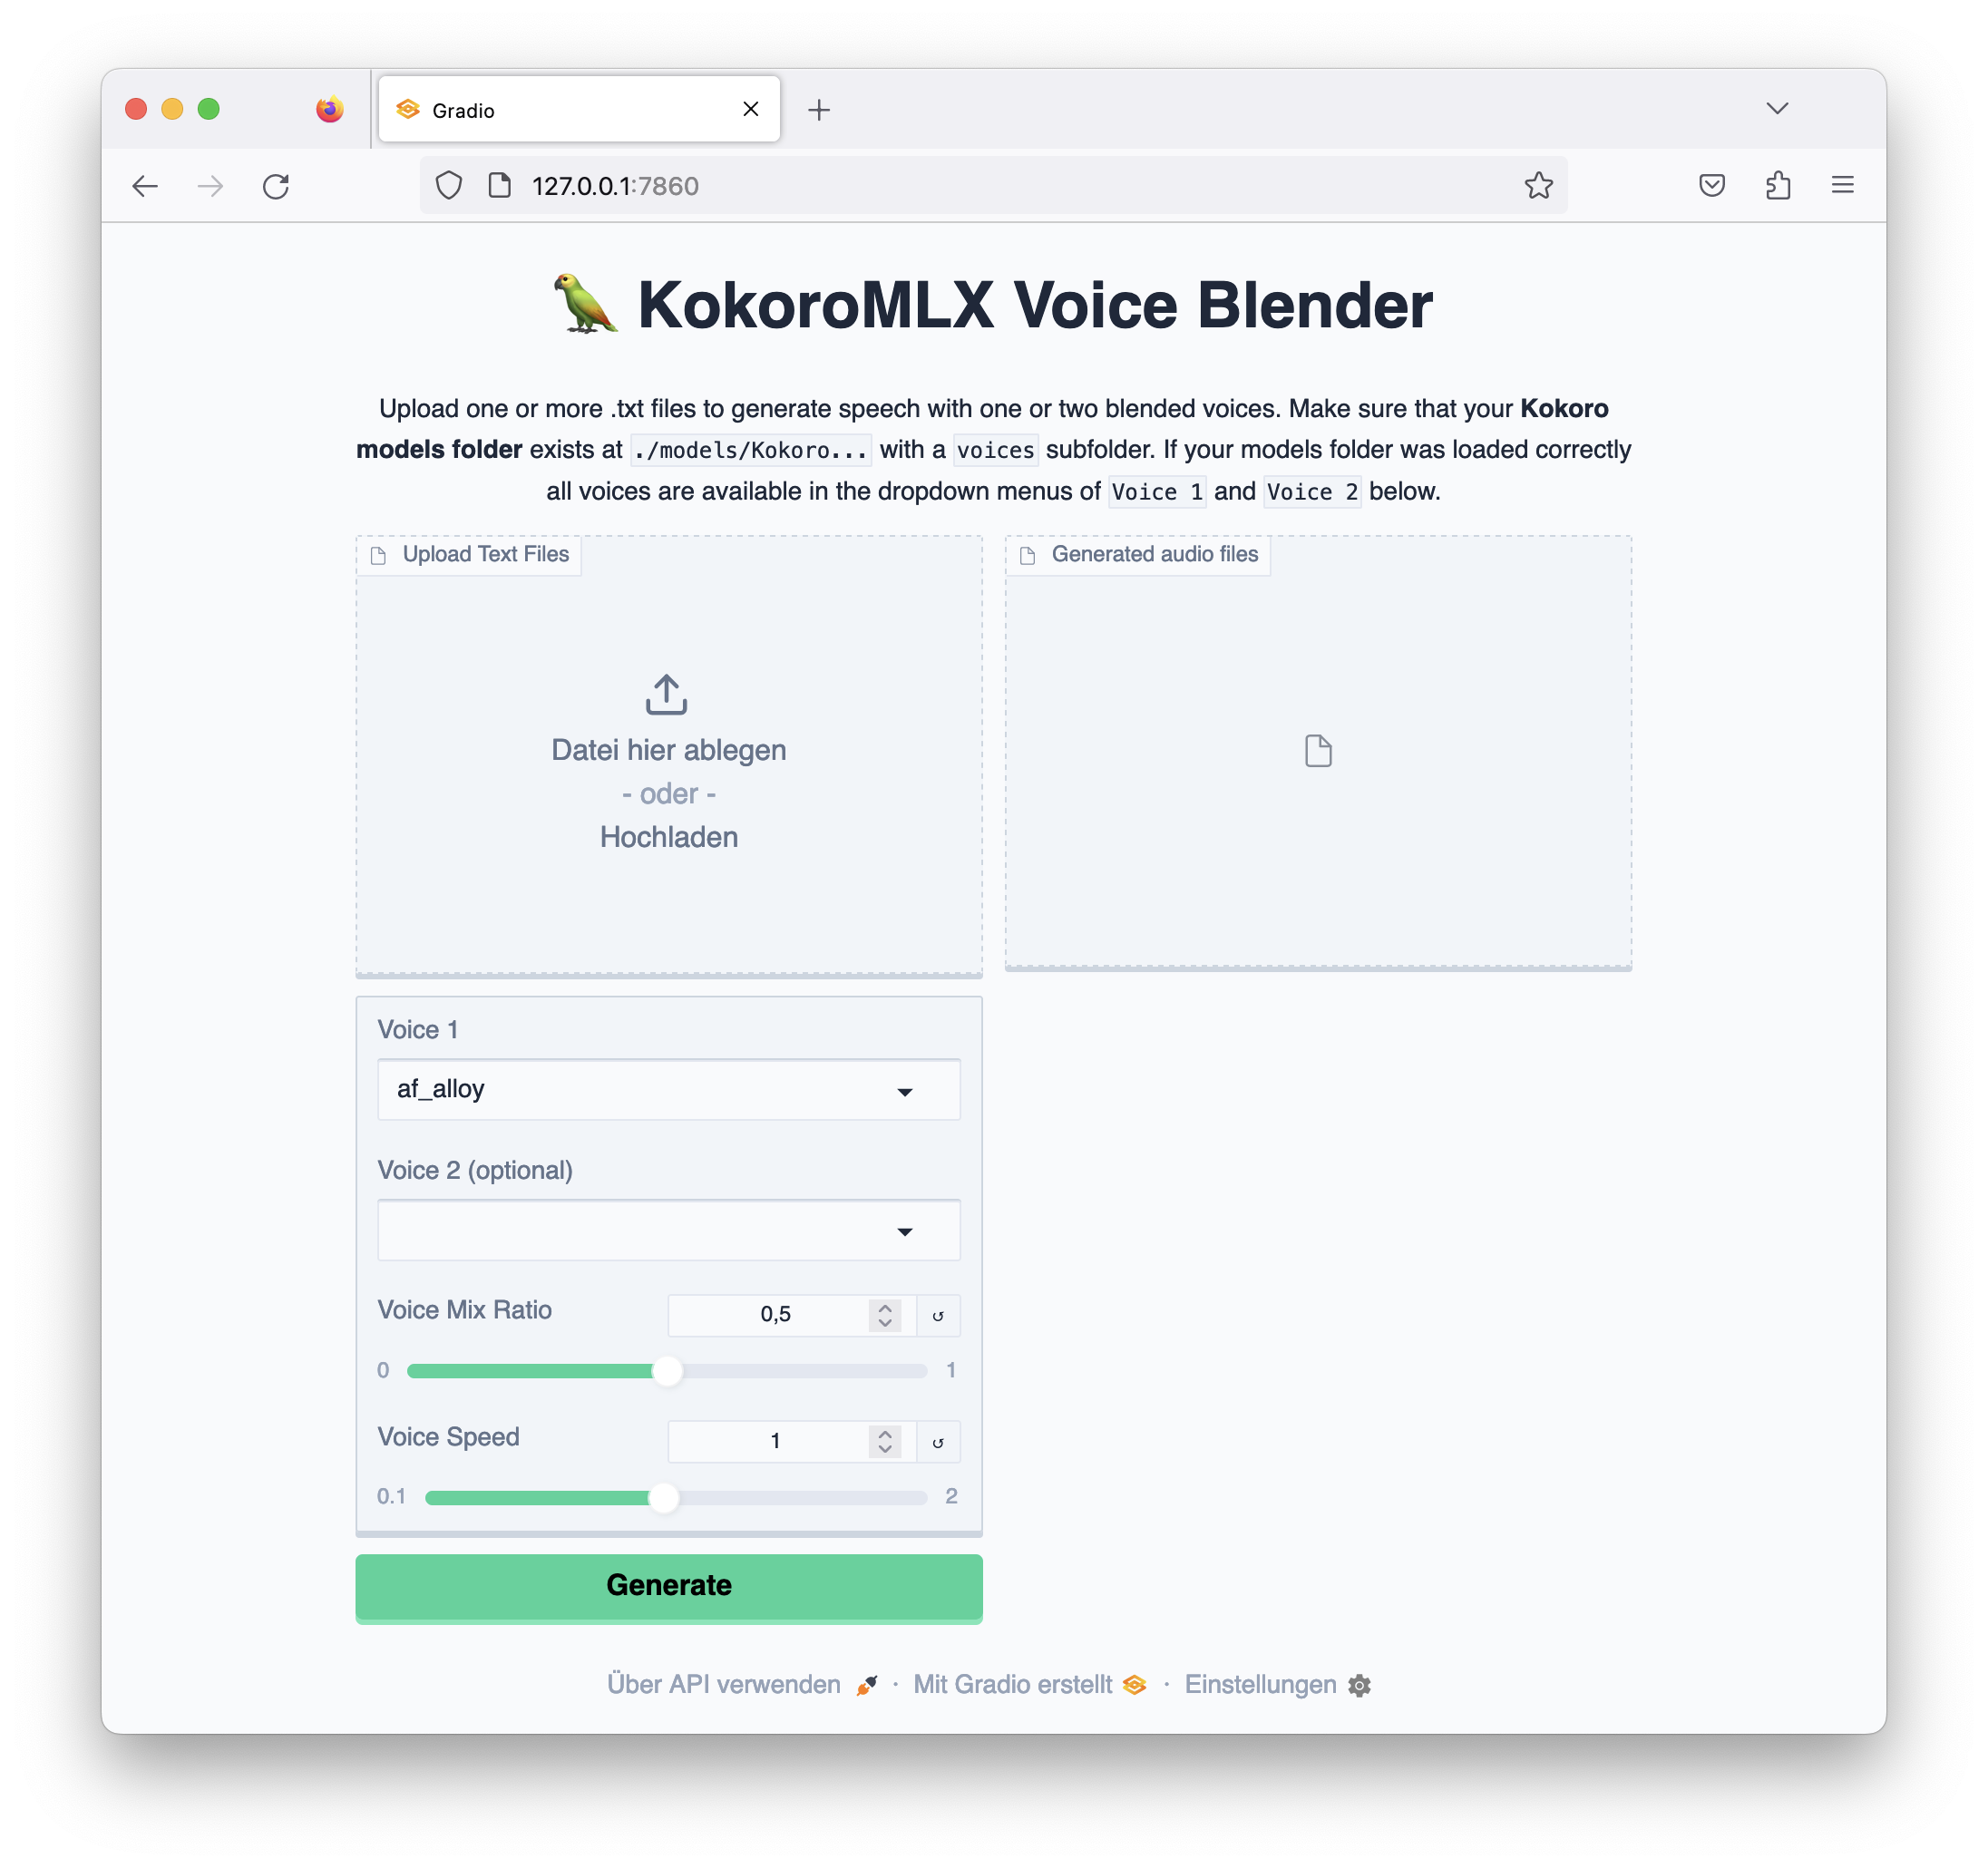 Gradio
127.0.0.1:7860
KokoroMLX Voice Blender
Upload one or more .txt files to generate speech with one or two blended voices. Make sure that your Kokoro
models folder exists at ./models/Kokoro... with a voices subfolder. If your models folder was loaded correctly
all voices are available in the dropdown menus of Voice 1 and Voice 2 below.
Upload Text Files
Datei hier ablegen
- oder -
Hochladen
Generated audio files
Voice 1
af_alloy
Voice 2 (optional)
Voice Mix Ratio 0,5
0 1
Voice Speed 1
0.1 2
Generate
Über API verwenden · Mit Gradio erstellt · Einstellungen